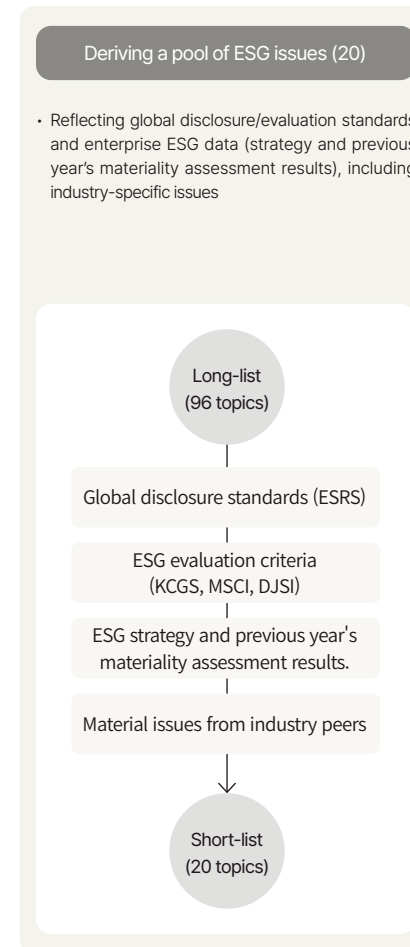 Deriving a pool of ESG issues (20)
• Reflecting global disclosure/evaluation standards
and enterprise ESG data (strategy and previous
year's materiality assessment results), including
industry-specific issues
Long-list
(96 topics)
Global disclosure standards (ESRS)
ESG evaluation criteria
(KCGS, MSCI, DJSI)
ESG strategy and previous year's
materiality assessment results.
Material issues from industry peers
Short-list
(20 topics)